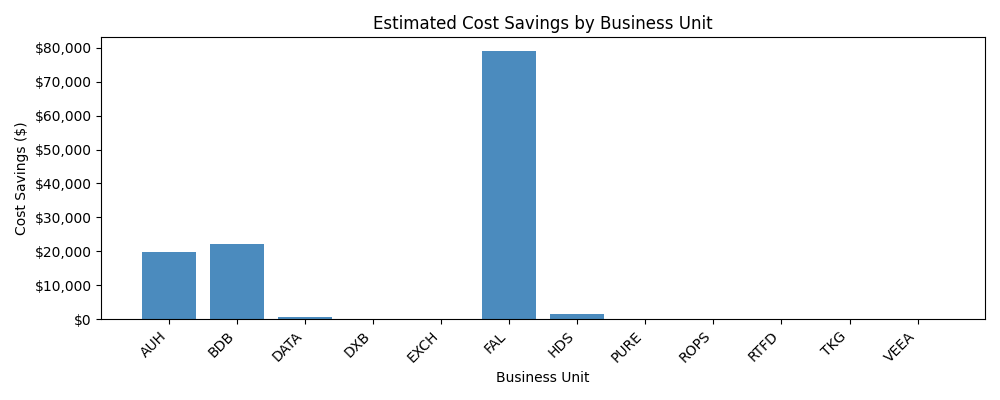 Estimated Cost Savings by Business Unit
Cost Savings ($)
$80,000
$70,000
$60,000
$50,000
$40,000
$30,000
$20,000
$10,000
$0
AUH
BDB
DATA
DXB
EXCH
FAL
HDS
PURE
ROPS
RTFD
TKG
VEEA
Business Unit